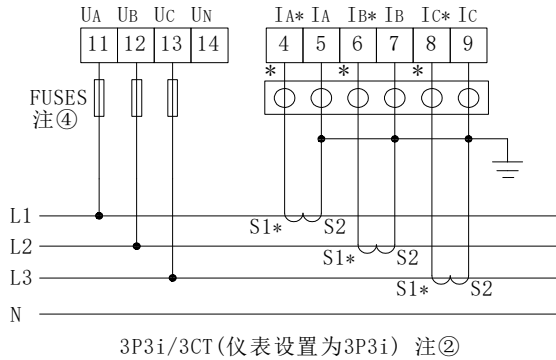 UA UB UC UN IA* IA IB* IB IC* IC
11 12 13 14 4 5 6 7 8 9
* * *
FUSES
注④
L1
S1* S2
L2
S1* S2
L3
S1* S2
N
3P3i/3CT(仪表设置为3P3i) 注②